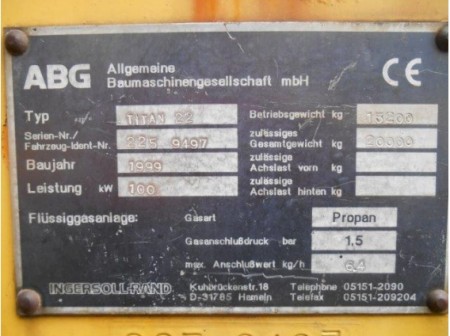 ABG Allgemeine Baumaschinengesellschaft mbH CE
Typ TITAN 22 Betriebsgewicht kg 15200
Serien-Nr./ Fahrzeug-Ident-Nr. 225 9497 zulässiges Gesamtgewicht kg 20000
Baujahr 1999 zulässige Achslast vorn kg
Leistung kW 100 zulässige Achslast hinten kg
Flüssiggasanlage: Gasart Propan
Gasanschlußdruck bar 1.5
max. Anschlußwert kg/h 6.4
INGERSOLL-RAND Kuhbrückenstr.18 Telephone 05151-2090
D-31785 Hameln Telefax 05151-209204